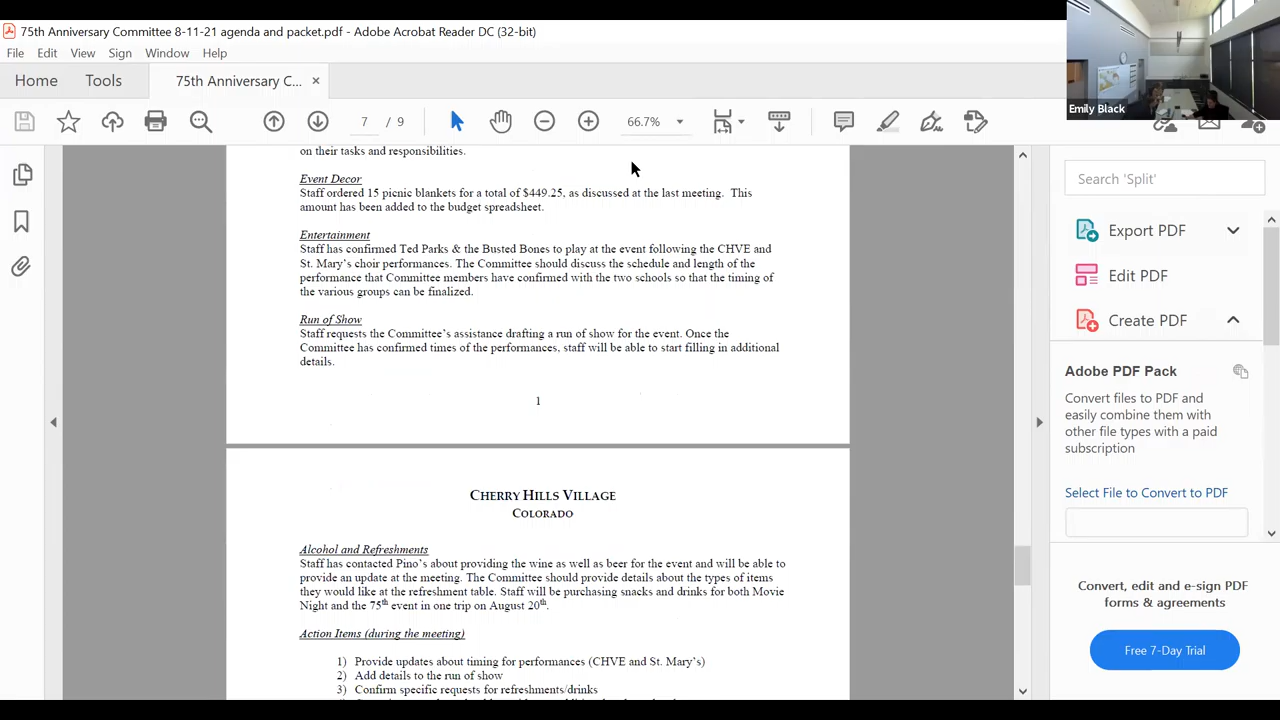 75th Anniversary Committee 8-11-21 agenda and packet.pdf - Adobe Acrobat Reader DC (32-bit)
File Edit View Sign Window Help
Home Tools 75th Anniversary C... ×
7 / 9 66.7%
Emily Black
on their tasks and responsibilities.
Event Decor
Staff ordered 15 picnic blankets for a total of $449.25, as discussed at the last meeting. This
amount has been added to the budget spreadsheet.
Entertainment
Staff has confirmed Ted Parks & the Busted Bones to play at the event following the CHVE and
St. Mary's choir performances. The Committee should discuss the schedule and length of the
performance that Committee members have confirmed with the two schools so that the timing of
the various groups can be finalized.
Run of Show
Staff requests the Committee's assistance drafting a run of show for the event. Once the
Committee has confirmed times of the performances, staff will be able to start filling in additional
details.
1
CHERRY HILLS VILLAGE
COLORADO
Alcohol and Refreshments
Staff has contacted Pino's about providing the wine as well as beer for the event and will be able to
provide an update at the meeting. The Committee should provide details about the types of items
they would like at the refreshment table. Staff will be purchasing snacks and drinks for both Movie
Night and the 75th event in one trip on August 20th.
Action Items (during the meeting)
1) Provide updates about timing for performances (CHVE and St. Mary's)
2) Add details to the run of show
3) Confirm specific requests for refreshments/drinks
Search 'Split'
Export PDF
Edit PDF
Create PDF
Adobe PDF Pack
Convert files to PDF and
easily combine them with
other file types with a paid
subscription
Select File to Convert to PDF
Convert, edit and e-sign PDF
forms & agreements
Free 7-Day Trial